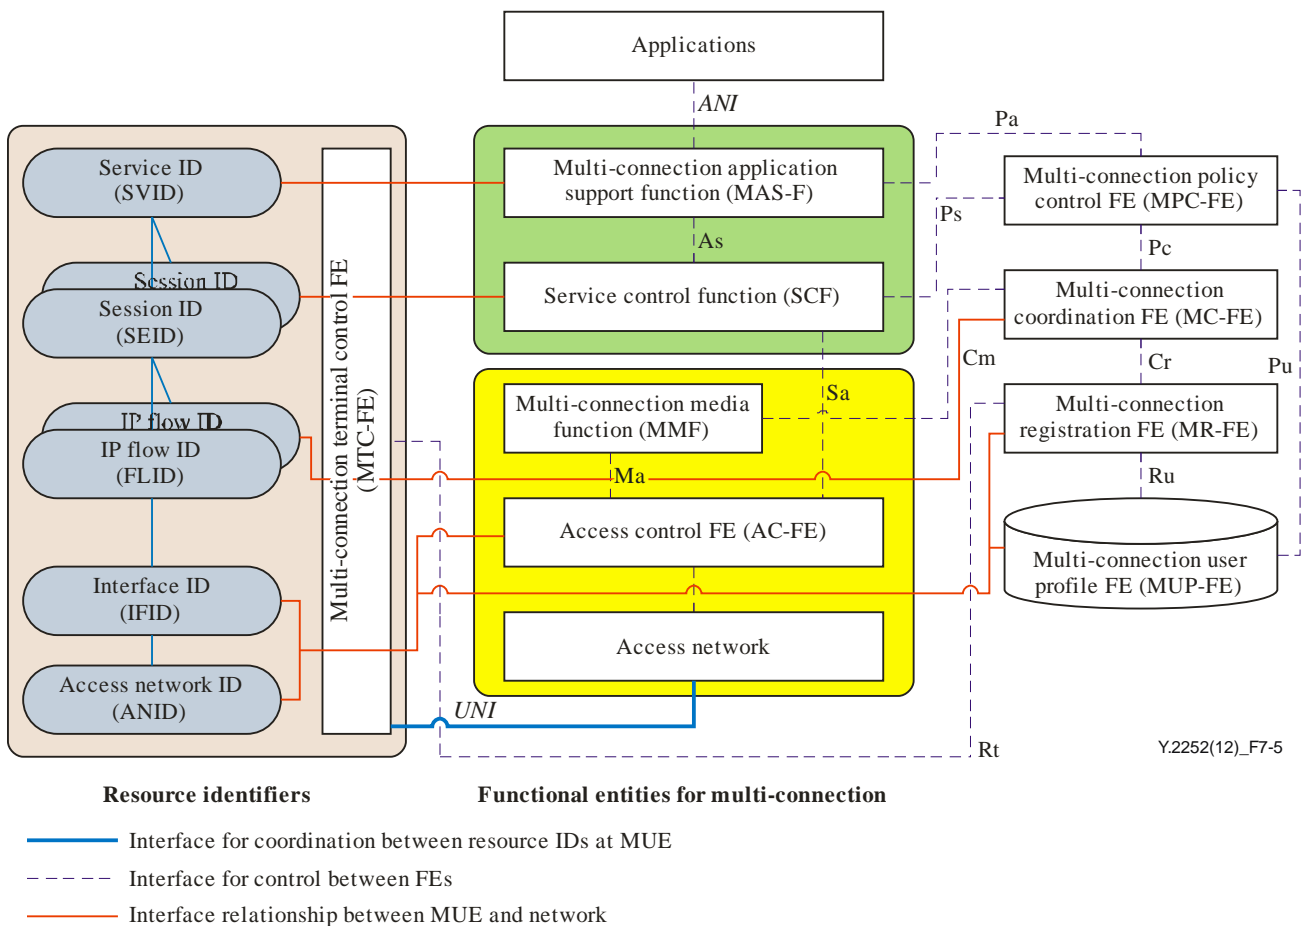 Applications
ANI
Pa
Service ID
(SVID)
Multi-connection application
support function (MAS-F)
Multi-connection policy
control FE (MPC-FE)
Ps
As
Pc
Session ID
Session ID
(SEID)
Service control function (SCF)
Multi-connection
coordination FE (MC-FE)
Multi-connection terminal control FE
(MTC-FE)
Cm
Cr
Pu
Sa
IP flow ID
IP flow ID
(FLID)
Multi-connection media
function (MMF)
Multi-connection
registration FE (MR-FE)
Ma
Ru
Access control FE (AC-FE)
Multi-connection user
profile FE (MUP-FE)
Interface ID
(IFID)
Access network
Access network ID
(ANID)
UNI
Rt
Y.2252(12)_F7-5
Resource identifiers
Functional entities for multi-connection
Interface for coordination between resource IDs at MUE
Interface for control between FEs
Interface relationship between MUE and network